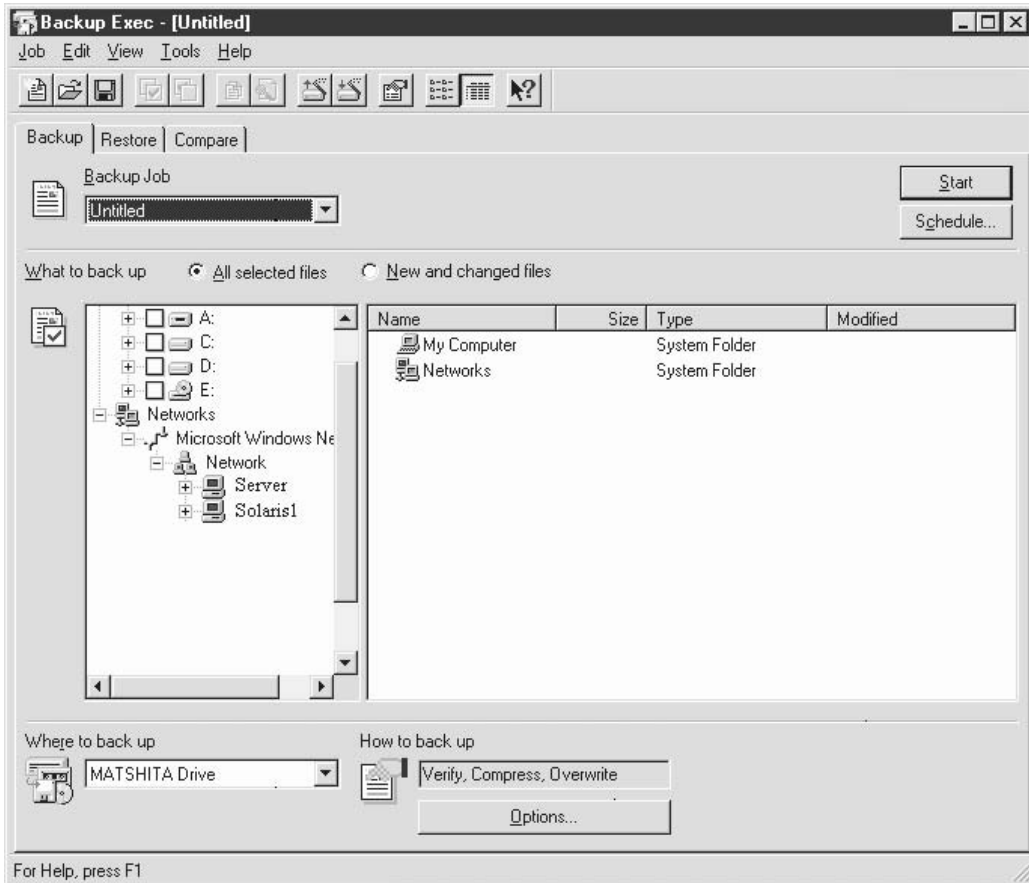 Backup Exec - [Untitled]
Job Edit View Tools Help
Backup Restore Compare
Backup Job
Untitled
Start
Schedule...
What to back up All selected files New and changed files
A:
C:
D:
E:
Networks
Microsoft Windows Ne
Network
Server
Solaris1
Name Size Type Modified
My Computer System Folder
Networks System Folder
Where to back up
MATSHITA Drive
How to back up
Verify, Compress, Overwrite
Options...
For Help, press F1